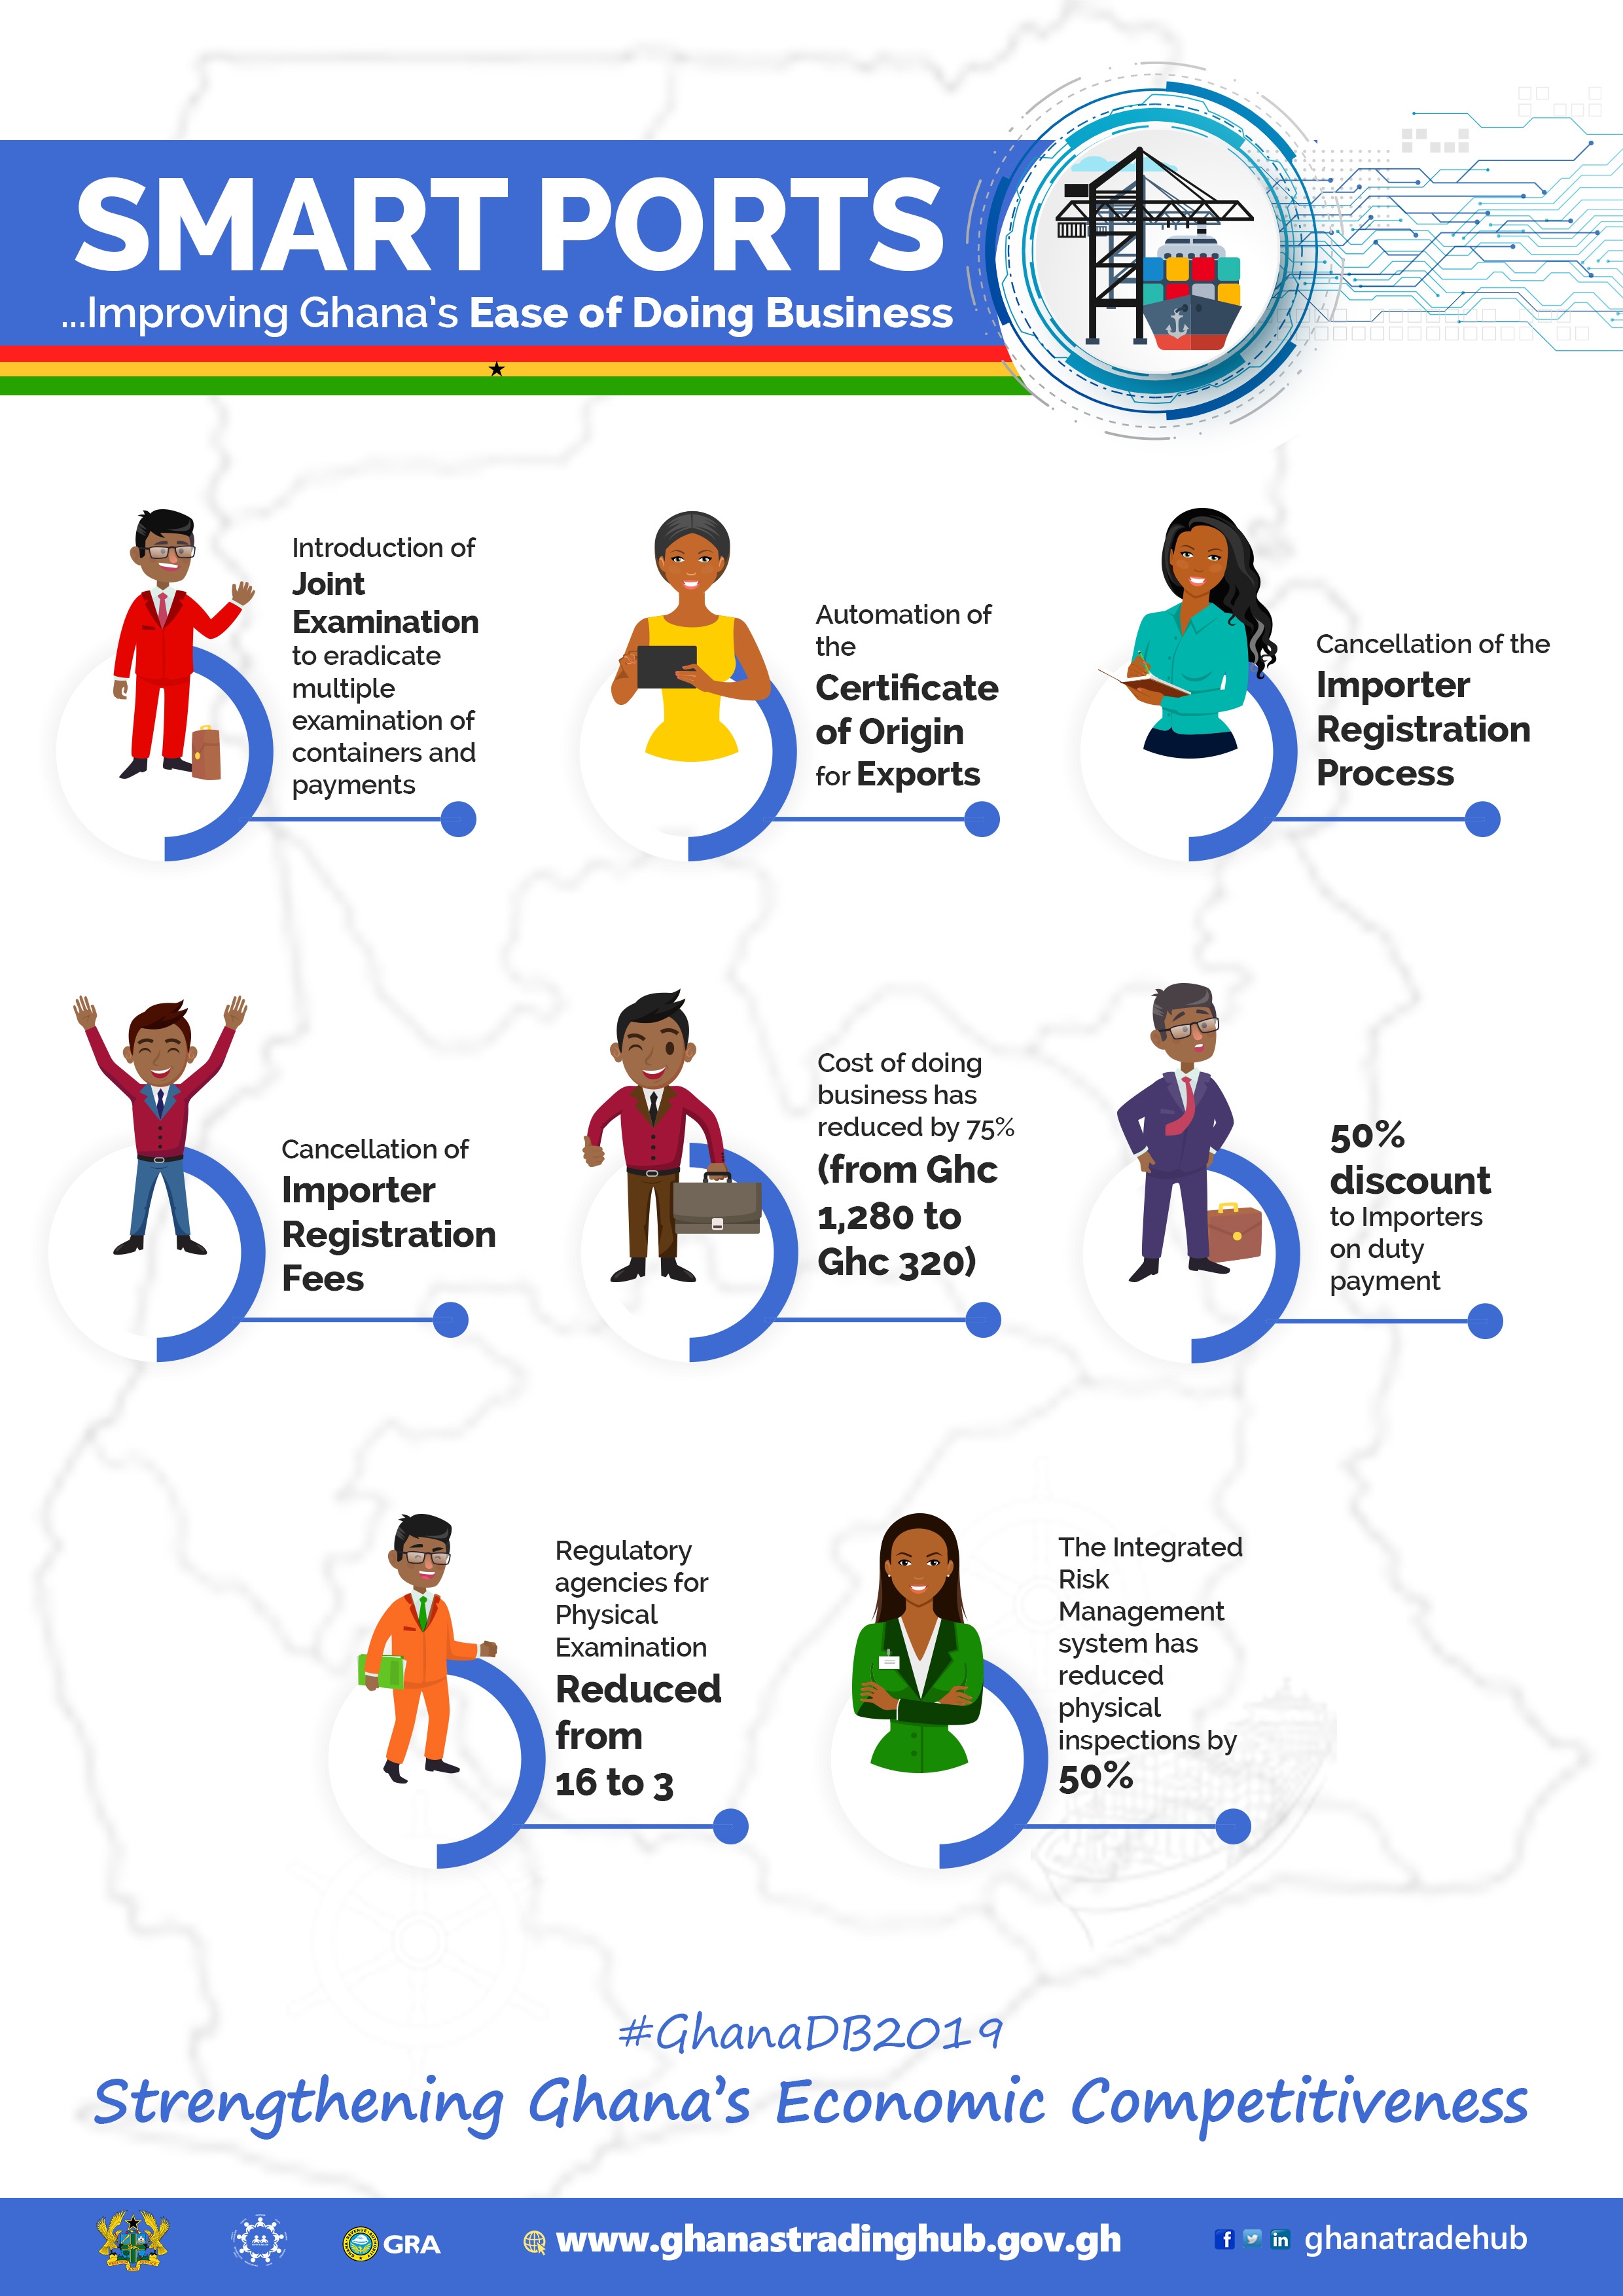 SMART PORTS
...Improving Ghana's Ease of Doing Business
Introduction of
Joint
Examination
to eradicate
multiple
examination of
containers and
payments
Automation of
the
Certificate
of Origin
for Exports
Cancellation of the
Importer
Registration
Process
Cancellation of
Importer
Registration
Fees
Cost of doing
business has
reduced by 75%
(from Ghc
1,280 to
Ghc 320)
50%
discount
to Importers
on duty
payment
Regulatory
agencies for
Physical
Examination
Reduced
from
16 to 3
The Integrated
Risk
Management
system has
reduced
physical
inspections by
50%
#GhanaDB2019
Strengthening Ghana's Economic Competitiveness
GRA
www.ghanastradinghub.gov.gh
ghanatradehub